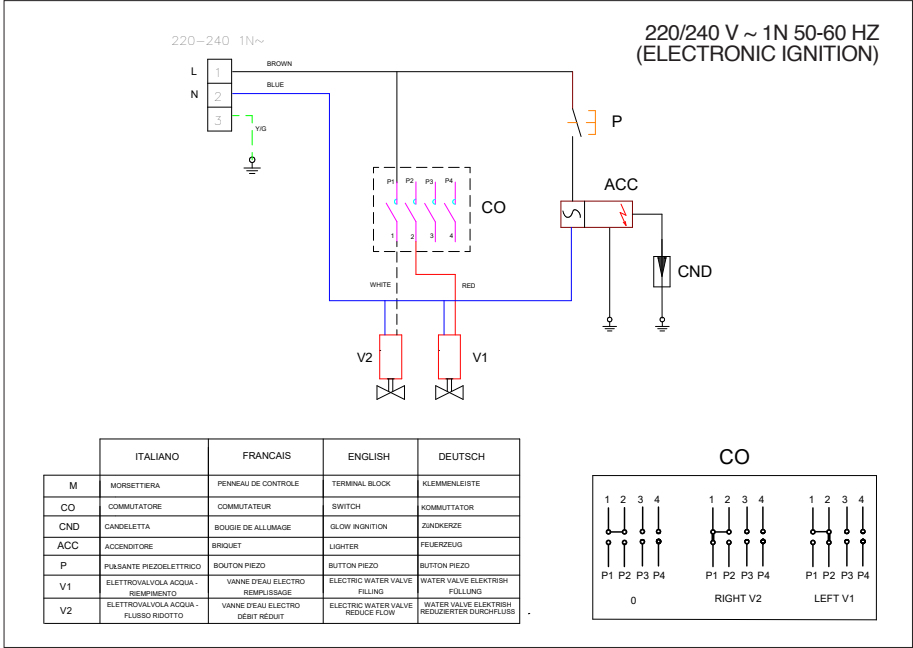 220-240 1N~
220/240 V ~ 1N 50-60 HZ
(ELECTRONIC IGNITION)
L 1 BROWN
N 2 BLUE
3 Y/G
P
ACC
P1 P2 P3 P4
CO
1 2 3 4
CND
WHITE RED
V2 V1
ITALIANO FRANCAIS ENGLISH DEUTSCH
M MORSETTIERA PENNEAU DE CONTROLE TERMINAL BLOCK KLEMMENLEISTE
CO COMMUTATORE COMMUTATEUR SWITCH KOMMUTTATOR
CND CANDELETTA BOUGIE DE ALLUMAGE GLOW INGNITION ZüNDKERZE
ACC ACCENDITORE BRIQUET LIGHTER FEUERZEUG
P PULSANTE PIEZOELETTRICO BOUTON PIEZO BUTTON PIEZO BUTTON PIEZO
V1 ELETTROVALVOLA ACQUA - VANNE D'EAU ELECTRO ELECTRIC WATER VALVE WATER VALVE ELEKTRISH
RIEMPIMENTO REMPLISSAGE FILLING FÜLLUNG
V2 ELETTROVALVOLA ACQUA - VANNE D'EAU ELECTRO ELECTRIC WATER VALVE WATER VALVE ELEKTRISH
FLUSSO RIDOTTO DÉBIT RÉDUIT REDUCE FLOW REDUZIERTER DURCHFLUSS
CO
1 2 3 4 1 2 3 4 1 2 3 4
P1 P2 P3 P4 P1 P2 P3 P4 P1 P2 P3 P4
0 RIGHT V2 LEFT V1